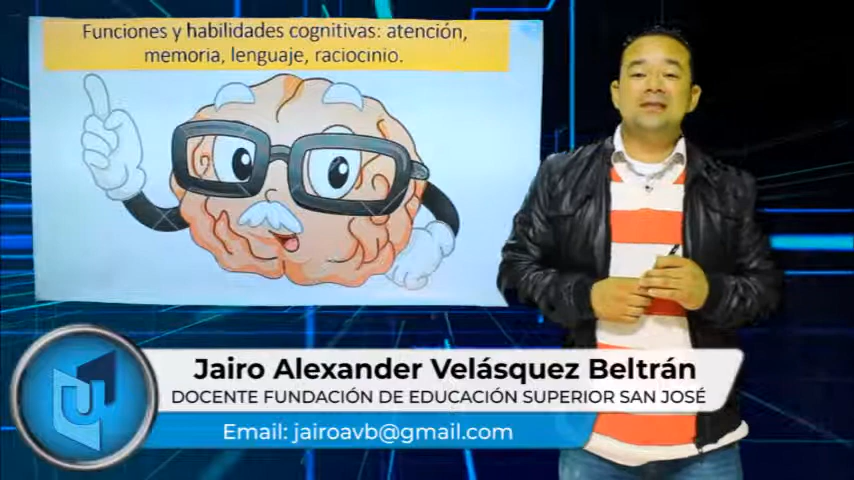 Funciones y habilidades cognitivas: atención,
memoria, lenguaje, raciocinio.
Jairo Alexander Velásquez Beltrán
DOCENTE FUNDACIÓN DE EDUCACIÓN SUPERIOR SAN JOSÉ
Email: jairoavb@gmail.com